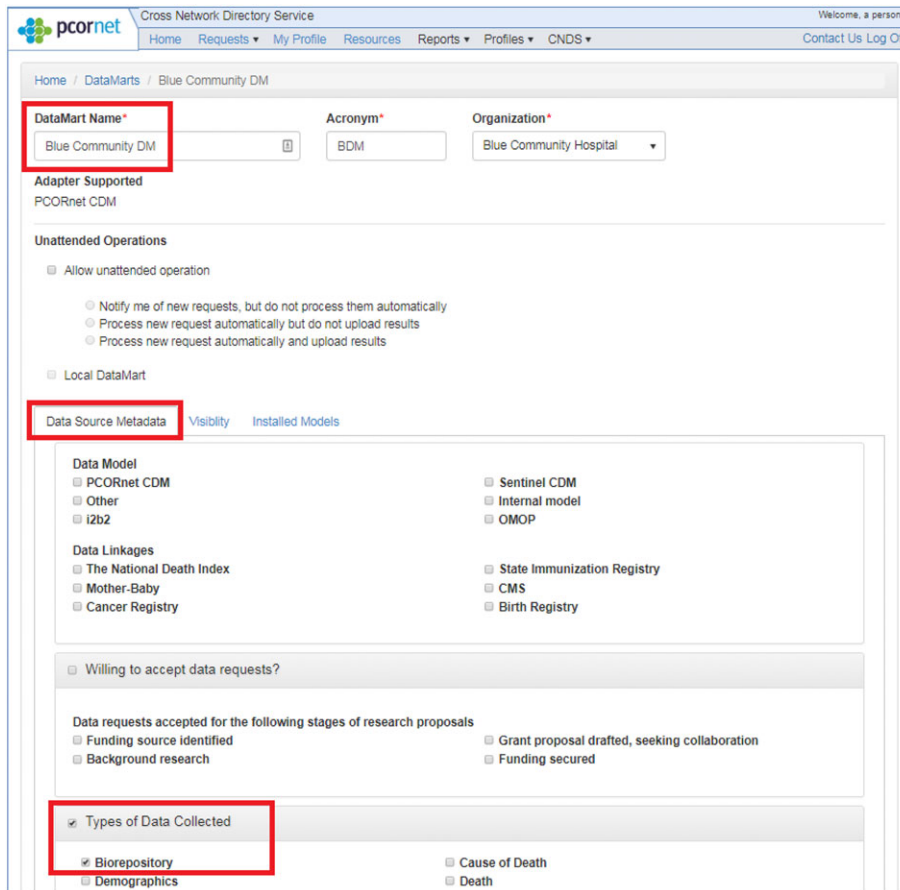 pcornet
Cross Network Directory Service
Welcome, a person
Home Requests ▾ My Profile Resources Reports ▾ Profiles ▾ CNDS ▾ Contact Us Log
Home / DataMarts / Blue Community DM
DataMart Name* Acronym* Organization*
Blue Community DM BDM Blue Community Hospital
Adapter Supported
PCORnet CDM
Unattended Operations
Allow unattended operation
Notify me of new requests, but do not process them automatically
Process new request automatically but do not upload results
Process new request automatically and upload results
Local DataMart
Data Source Metadata Visiblity Installed Models
Data Model
PCORnet CDM Sentinel CDM
Other Internal model
i2b2 OMOP
Data Linkages
The National Death Index State Immunization Registry
Mother-Baby CMS
Cancer Registry Birth Registry
Willing to accept data requests?
Data requests accepted for the following stages of research proposals
Funding source identified Grant proposal drafted, seeking collaboration
Background research Funding secured
Types of Data Collected
Biorepository Cause of Death
Demographics Death